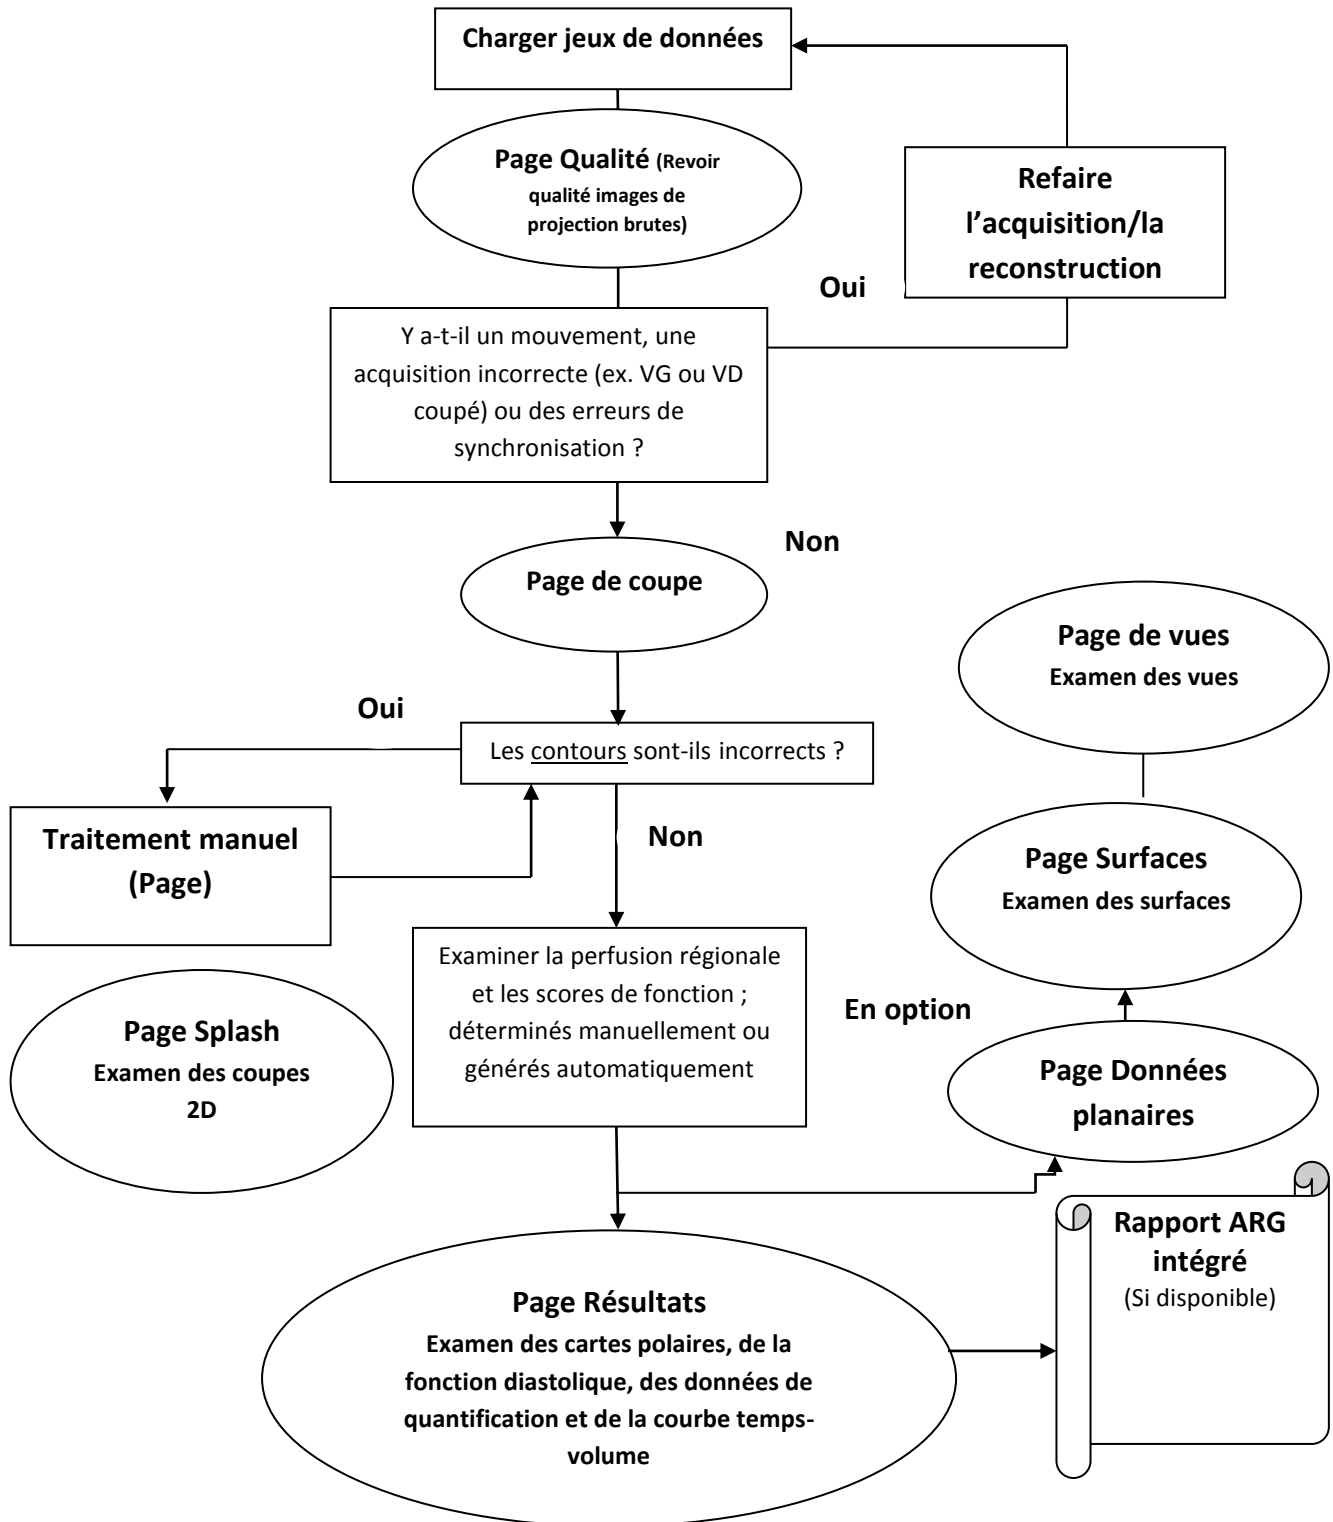 Charger jeux de données
Page Qualité (Revoir
qualité images de
projection brutes)
Refaire
l'acquisition/la
reconstruction
Oui
Y a-t-il un mouvement, une
acquisition incorrecte (ex. VG ou VD
coupé) ou des erreurs de
synchronisation ?
Non
Page de coupe
Page de vues
Examen des vues
Oui
Les contours sont-ils incorrects ?
Traitement manuel
(Page)
Non
Page Surfaces
Examen des surfaces
Examiner la perfusion régionale
et les scores de fonction ;
déterminés manuellement ou
générés automatiquement
En option
Page Splash
Examen des coupes
2D
Page Données
planaires
Rapport ARG
intégré
(Si disponible)
Page Résultats
Examen des cartes polaires, de la
fonction diastolique, des données de
quantification et de la courbe temps-
volume